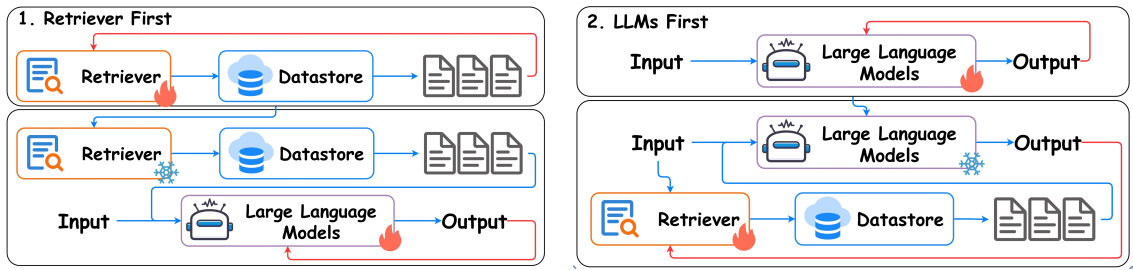 1. Retriever First
Retriever
Datastore
Retriever
Datastore
Input
Large Language
Models
Output
2. LLMs First
Input
Large Language
Models
Output
Input
Large Language
Models
Output
Retriever
Datastore